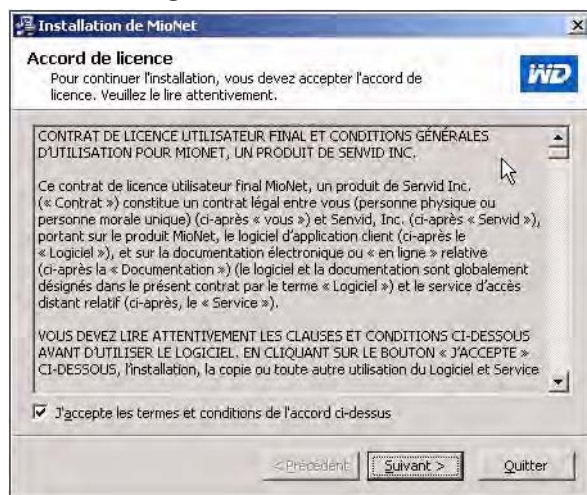 Installation de MioNet
Accord de licence
Pour continuer l'installation, vous devez accepter l'accord de
licence. Veuillez le lire attentivement.
WD
CONTRAT DE LICENCE UTILISATEUR FINAL ET CONDITIONS GÉNÉRALES
D'UTILISATION POUR MIONET, UN PRODUIT DE SENVID INC.
Ce contrat de licence utilisateur final MioNet, un produit de Senvid Inc.
(« Contrat ») constitue un contrat légal entre vous (personne physique ou
personne morale unique) (ci-après « vous ») et Senvid, Inc. (ci-après « Senvid »),
portant sur le produit MioNet, le logiciel d'application client (ci-après le
« Logiciel »), et sur la documentation électronique ou « en ligne » relative
(ci-après la « Documentation ») (le logiciel et la documentation sont globalement
désignés dans le présent contrat par le terme « Logiciel ») et le service d'accès
distant relatif (ci-après, le « Service »).
VOUS DEVEZ LIRE ATTENTIVEMENT LES CLAUSES ET CONDITIONS CI-DESSOUS
AVANT D'UTILISER LE LOGICIEL. EN CLIQUANT SUR LE BOUTON « J'ACCEPTE »
CI-DESSOUS, l'installation, la copie ou toute autre utilisation du Logiciel et Service
J'accepte les termes et conditions de l'accord ci-dessus
< Précédent
Suivant >
Quitter